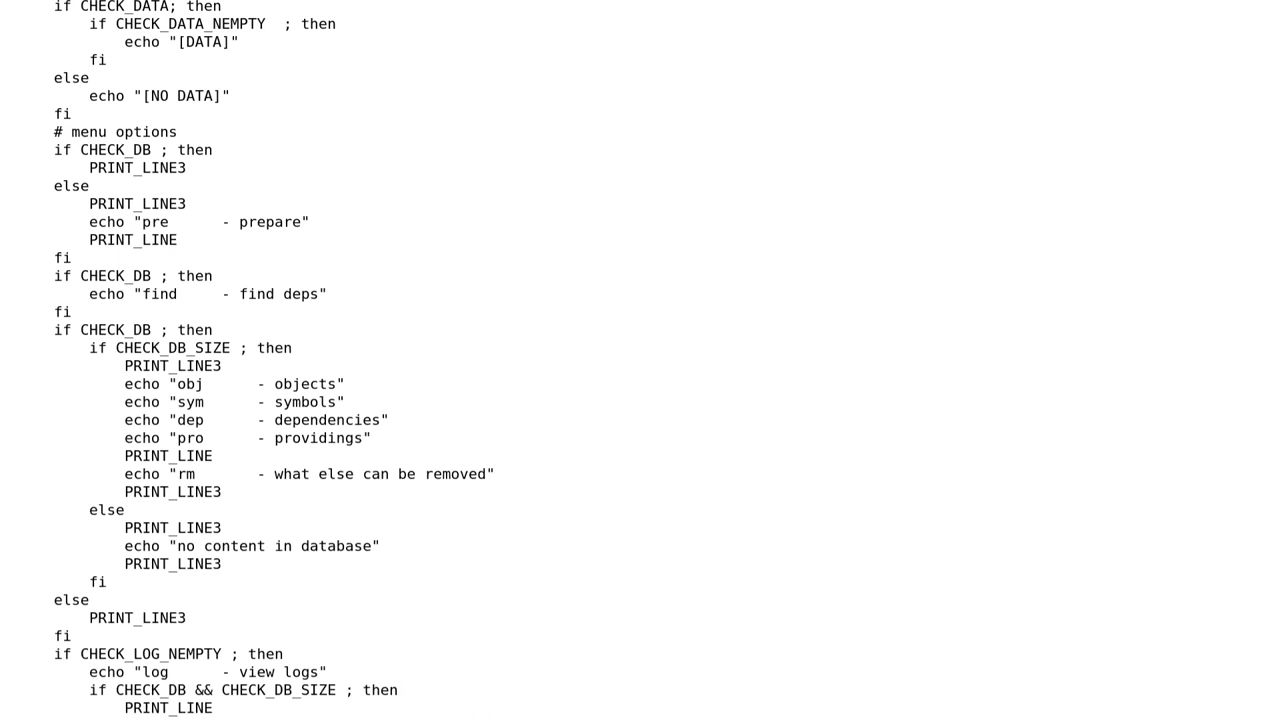 if CHECK_DATA; then
    if CHECK_DATA_NEMPTY  ; then
        echo "[DATA]"
    fi
else
    echo "[NO DATA]"
fi
# menu options
if CHECK_DB ; then
    PRINT_LINE3
else
    PRINT_LINE3
    echo "pre      - prepare"
    PRINT_LINE
fi
if CHECK_DB ; then
    echo "find     - find deps"
fi
if CHECK_DB ; then
    if CHECK_DB_SIZE ; then
        PRINT_LINE3
        echo "obj      - objects"
        echo "sym      - symbols"
        echo "dep      - dependencies"
        echo "pro      - providings"
        PRINT_LINE
        echo "rm       - what else can be removed"
        PRINT_LINE3
    else
        PRINT_LINE3
        echo "no content in database"
        PRINT_LINE3
    fi
else
    PRINT_LINE3
fi
if CHECK_LOG_NEMPTY ; then
    echo "log      - view logs"
    if CHECK_DB && CHECK_DB_SIZE ; then
        PRINT_LINE